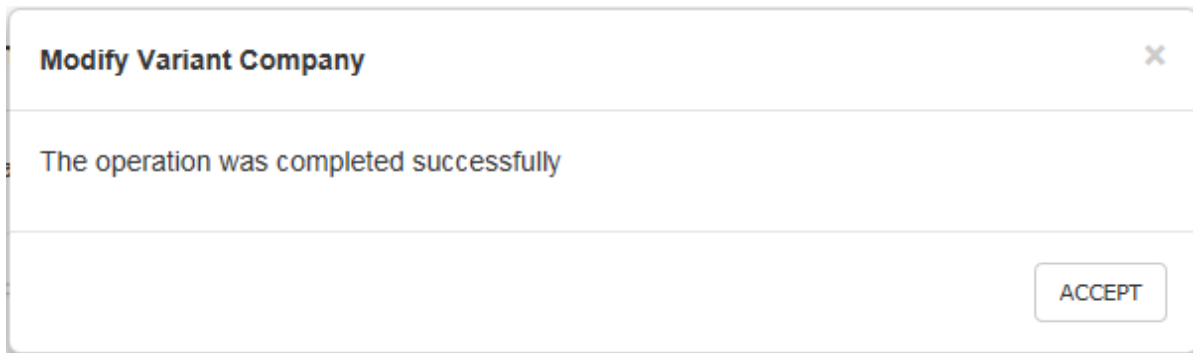 Modify Variant Company ×
The operation was completed successfully
ACCEPT